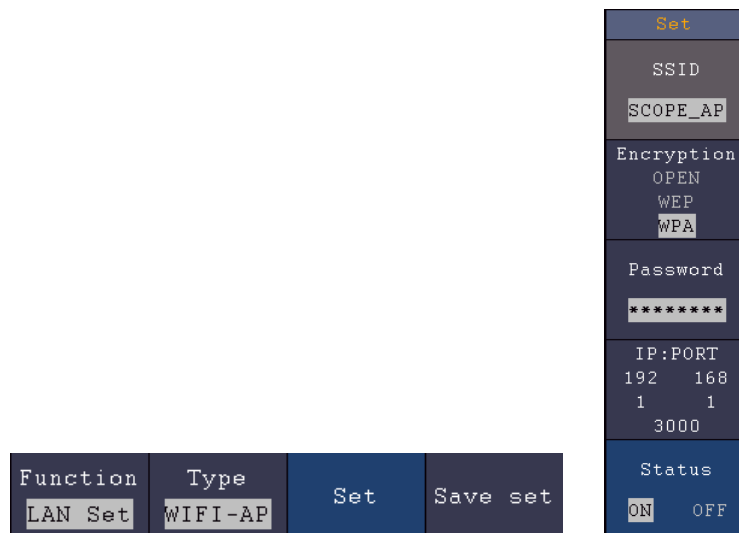 Set
SSID
SCOPE_AP
Encryption
OPEN
WEP
WPA
Password
********
IP:PORT
192 168
1 1
3000
Status
ON OFF
Function Type Set Save set
LAN Set WIFI-AP